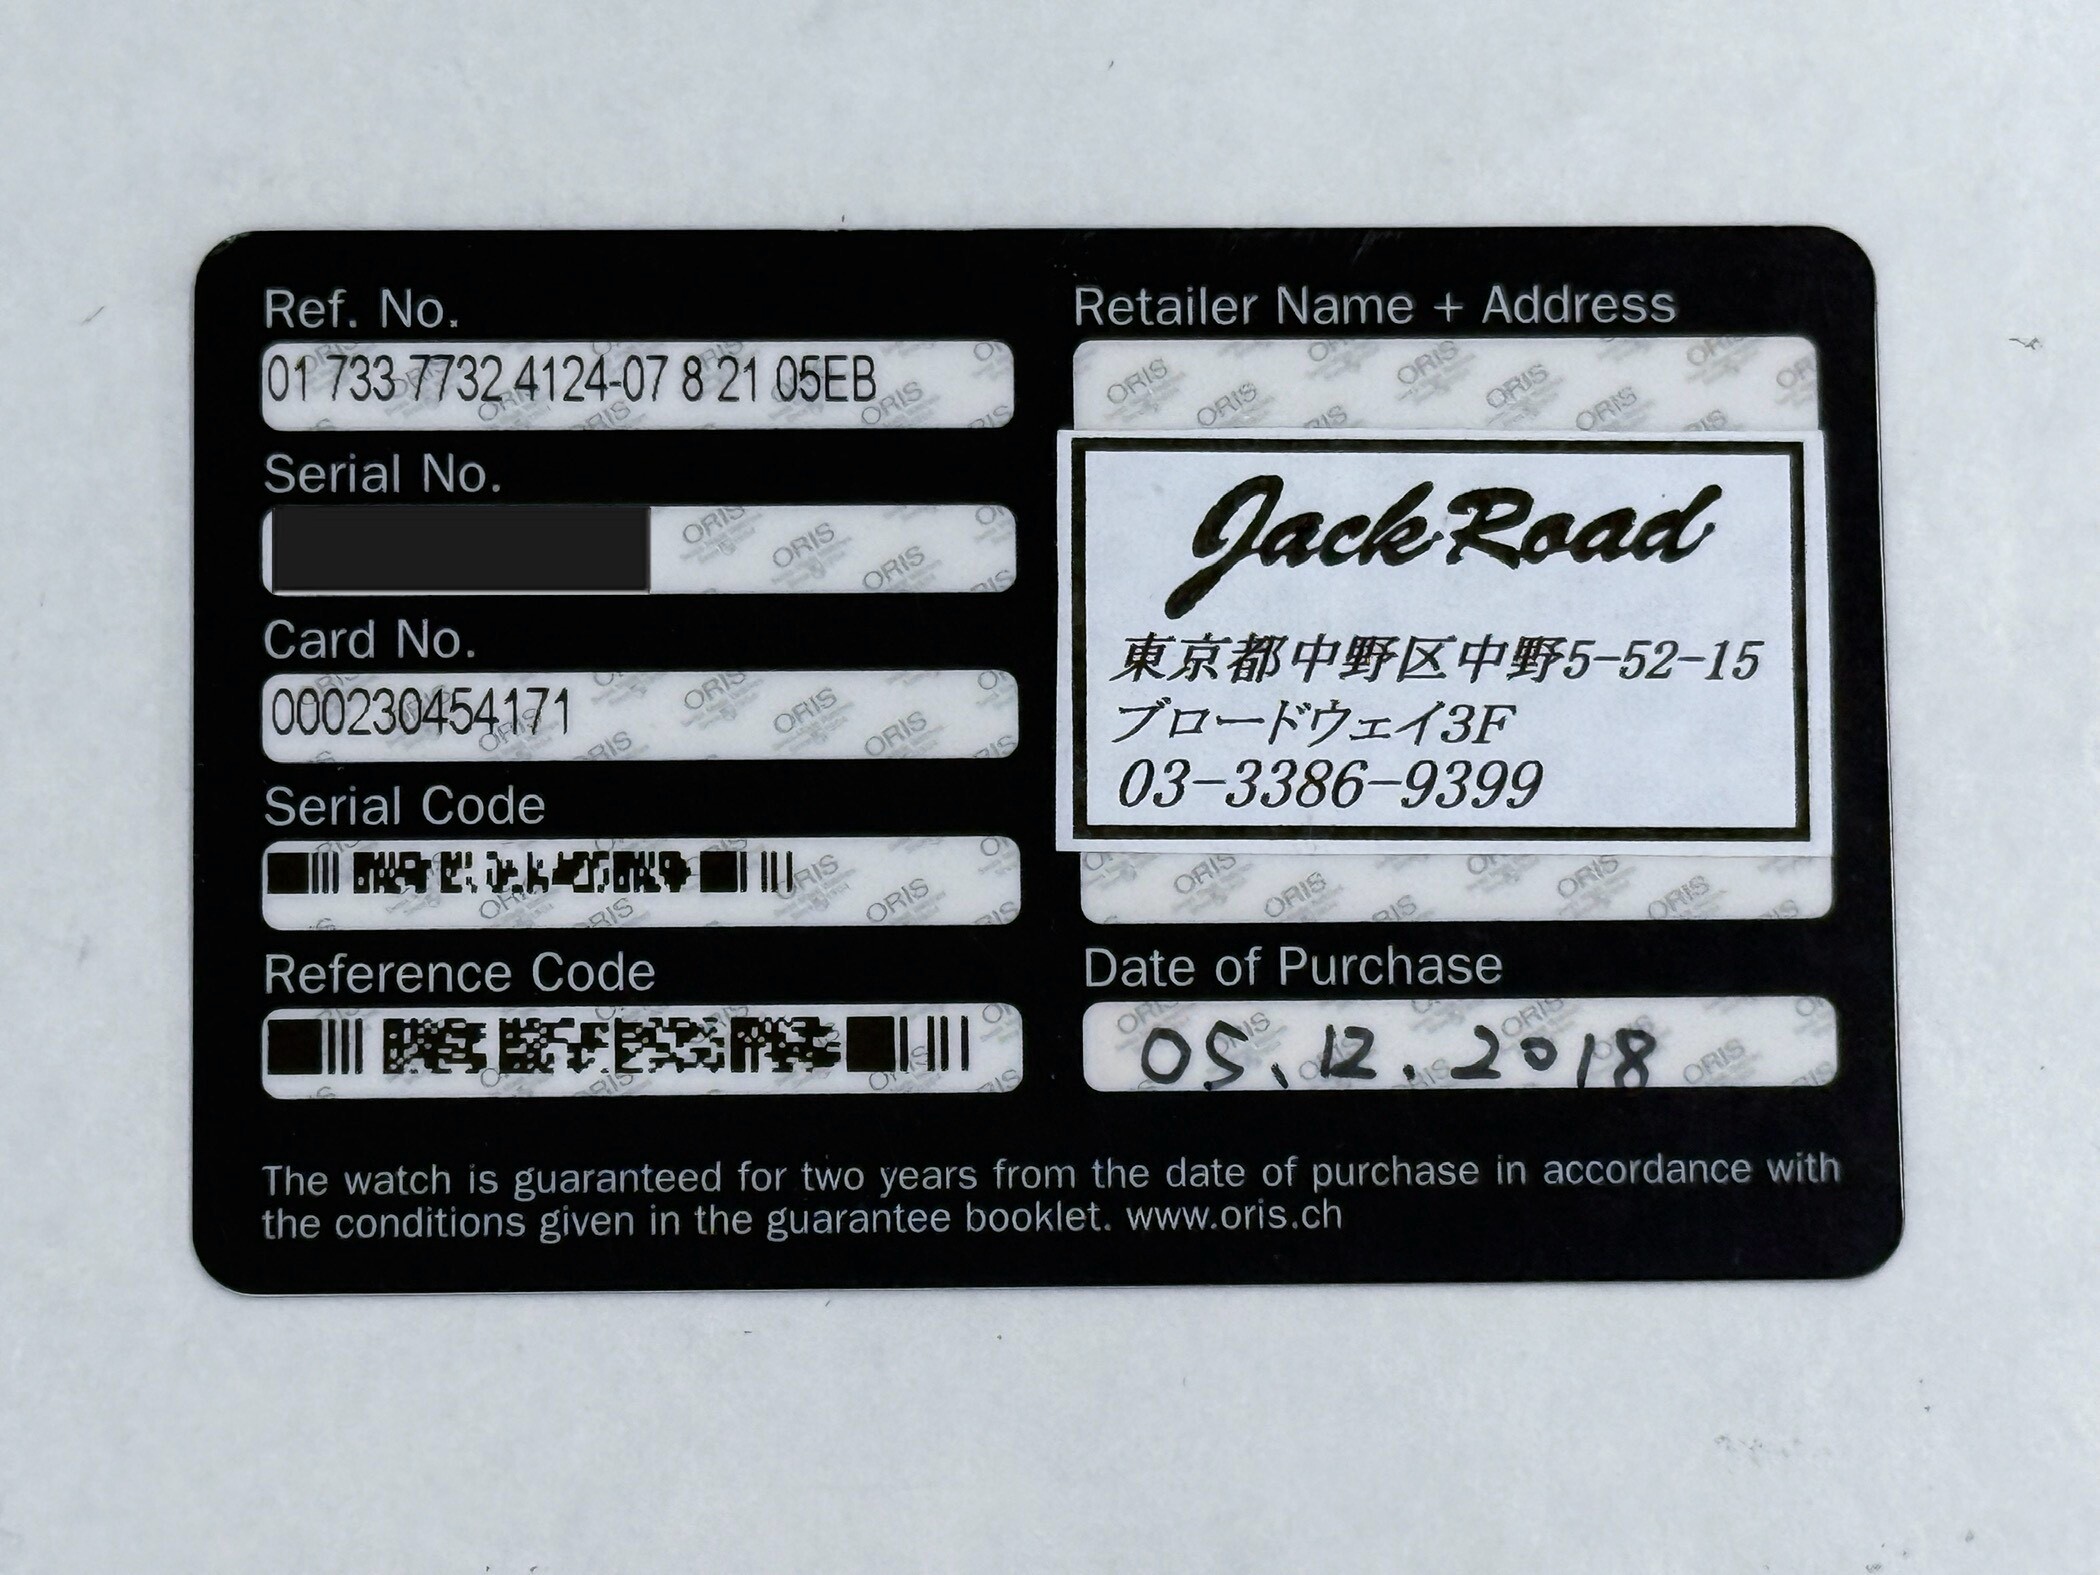 Ref. No.
01 733 7732 4124-07 8 21 05EB
Serial No.
Card No.
000230454171
Serial Code
Reference Code
Retailer Name + Address
Jack Road
東京都中野区中野5-52-15
ブロードウェイ3F
03-3386-9399
Date of Purchase
05.12.2018
The watch is guaranteed for two years from the date of purchase in accordance with
the conditions given in the guarantee booklet. www.oris.ch
ORIS